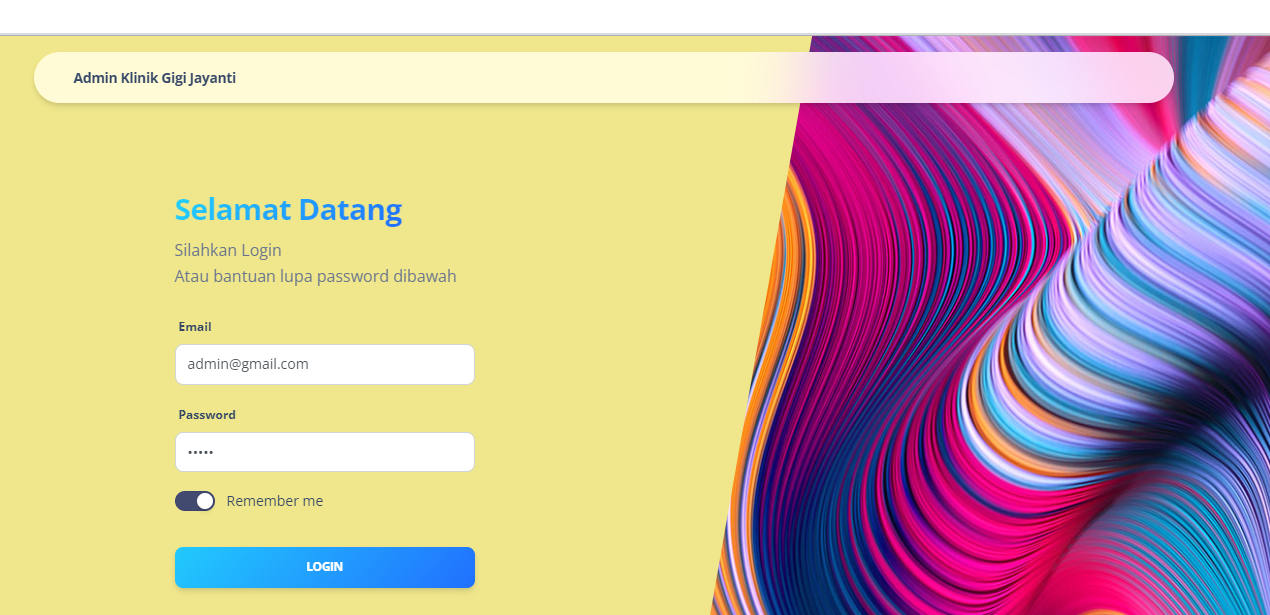 Admin Klinik Gigi Jayanti
Selamat Datang
Silahkan Login
Atau bantuan lupa password dibawah
Email
admin@gmail.com
Password
•••••
Remember me
LOGIN